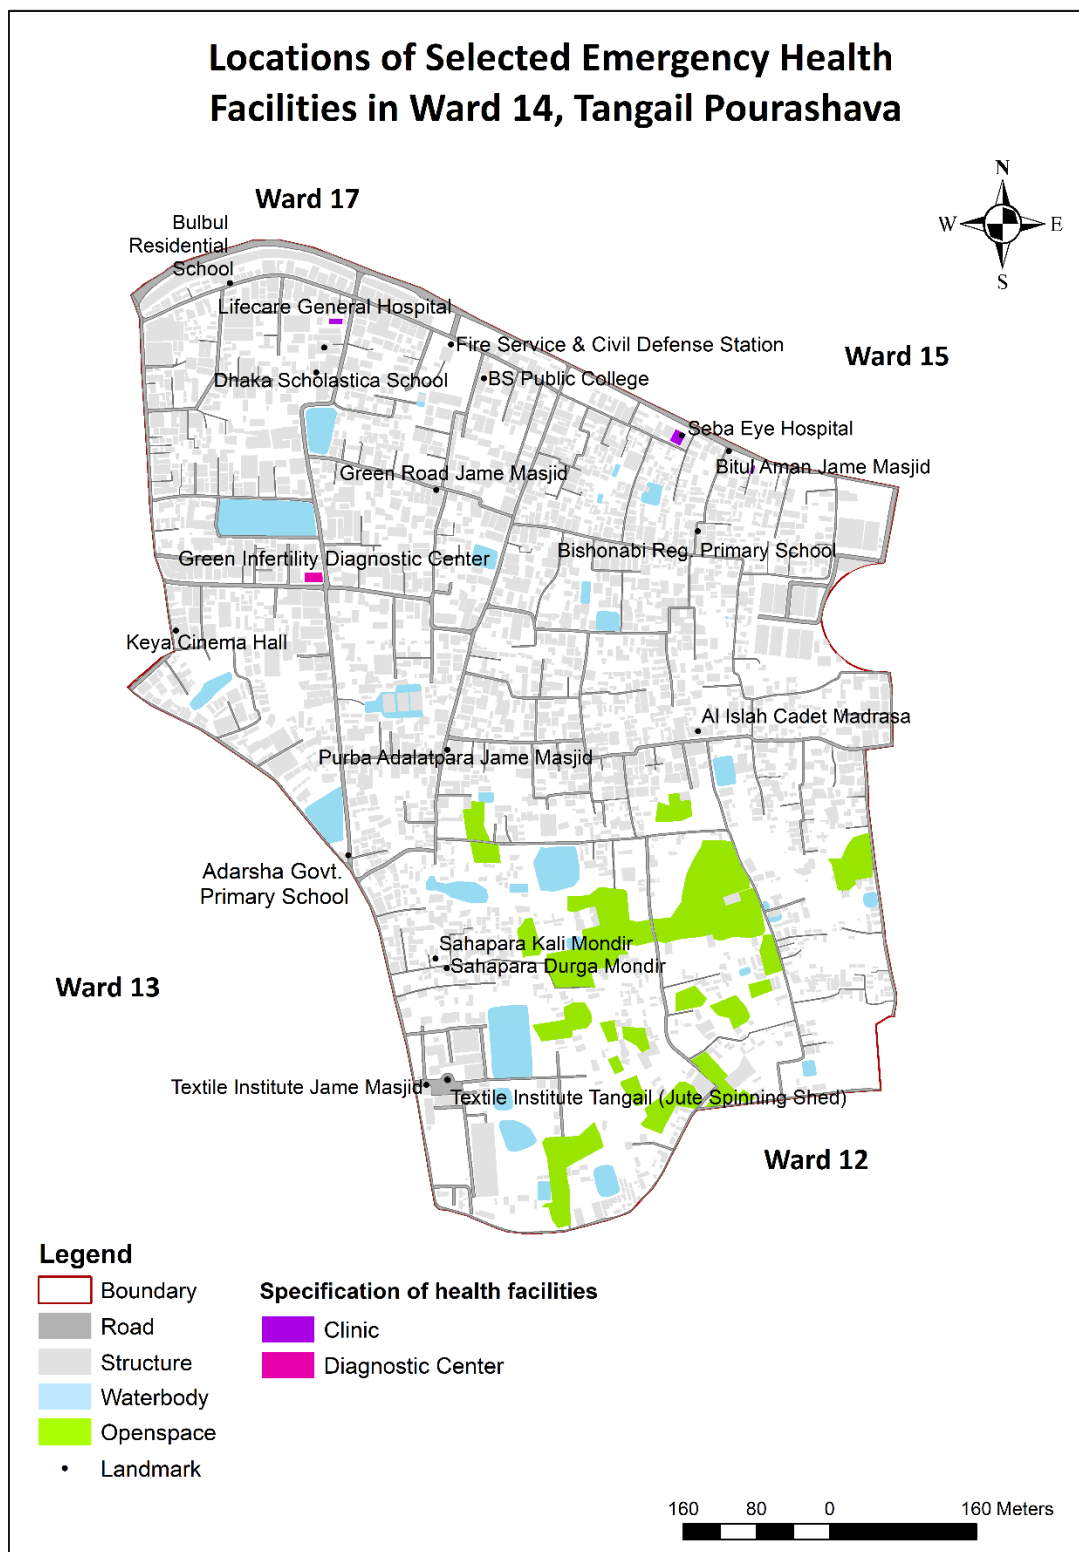 Locations of Selected Emergency Health
Facilities in Ward 14, Tangail Pourashava
N
W
E
S
Ward 17
Bulbul
Residential
School
Lifecare General Hospital
Fire Service & Civil Defense Station
Ward 15
Dhaka Scholastica School
BS Public College
Seba Eye Hospital
Bitul Aman Jame Masjid
Green Road Jame Masjid
Bishonabi Reg. Primary School
Green Infertility Diagnostic Center
Keya Cinema Hall
Al Islah Cadet Madrasa
Purba Adalatpara Jame Masjid
Adarsha Govt.
Primary School
Sahapara Kali Mondir
Sahapara Durga Mondir
Ward 13
Textile Institute Jame Masjid
Textile Institute Tangail (Jute Spinning Shed)
Ward 12
Legend
Boundary
Road
Structure
Waterbody
Openspace
Landmark
Specification of health facilities
Clinic
Diagnostic Center
160 80 0 160 Meters